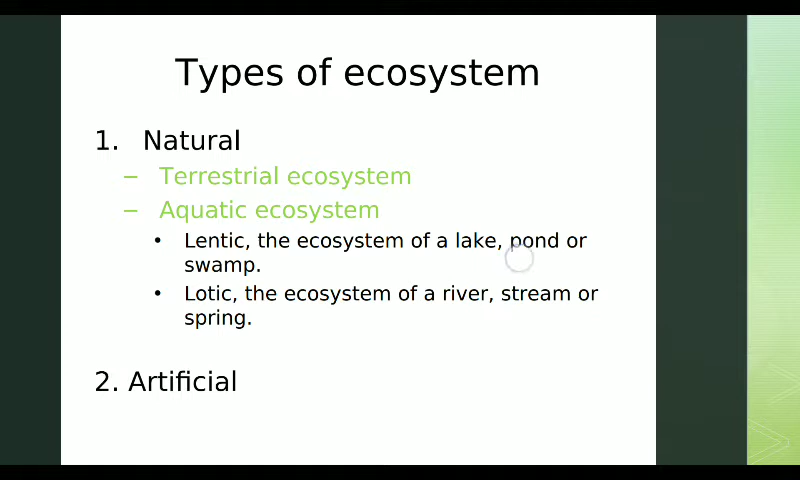 Types of ecosystem
1. Natural
– Terrestrial ecosystem
– Aquatic ecosystem
• Lentic, the ecosystem of a lake, pond or
swamp.
• Lotic, the ecosystem of a river, stream or
spring.
2. Artificial